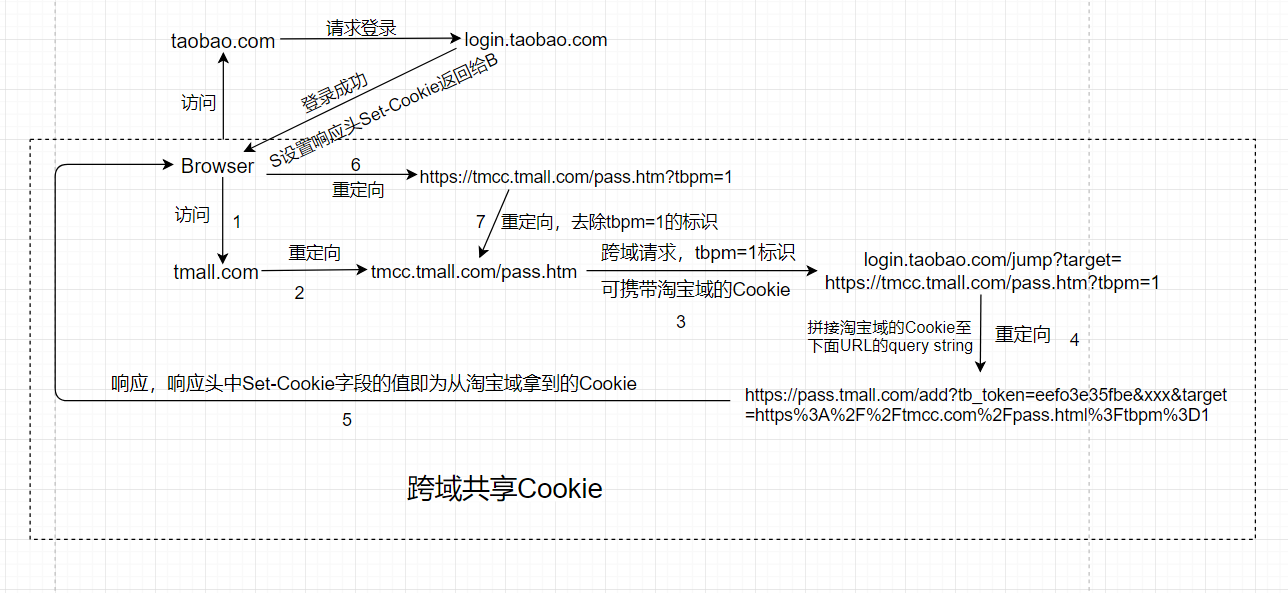 请求登录
taobao.com
login.taobao.com
登录成功
S设置响应头Set-Cookie返回给B
访问
Browser
6
重定向
https://tmcc.tmall.com/pass.htm?tbpm=1
访问
1
7
重定向，去除tbpm=1的标识
重定向
2
tmall.com
tmcc.tmall.com/pass.htm
跨域请求，tbpm=1标识
可携带淘宝域的Cookie
3
login.taobao.com/jump?target=
https://tmcc.tmall.com/pass.htm?tbpm=1
拼接淘宝域的Cookie至
下面URL的query string
重定向
4
响应，响应头中Set-Cookie字段的值即为从淘宝域拿到的Cookie
5
https://pass.tmall.com/add?tb_token=eefo3e35fbe&xxx&target
=https%3A%2F%2Ftmcc.com%2Fpass.html%3Ftbpm%3D1
跨域共享Cookie